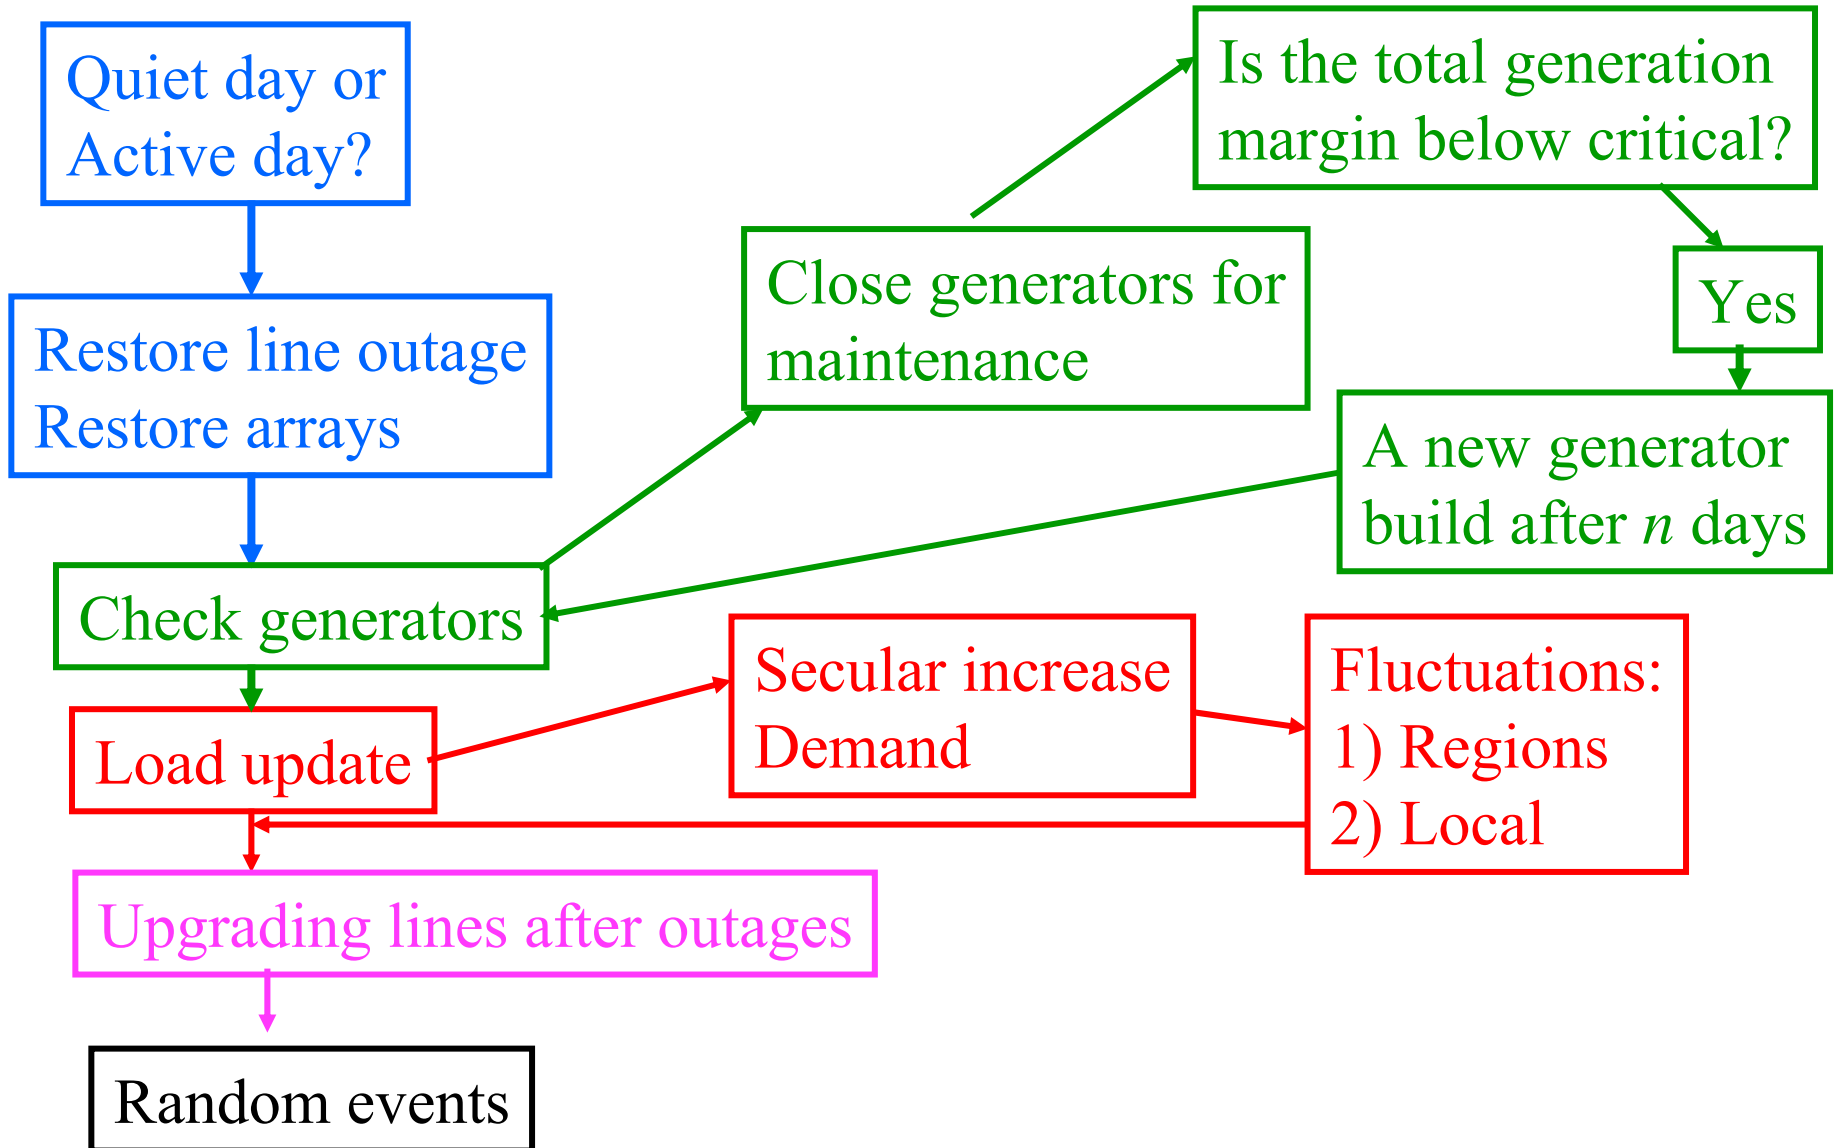 Quiet day or
Active day?
Restore line outage
Restore arrays
Check generators
Close generators for
maintenance
Is the total generation
margin below critical?
Yes
A new generator
build after n days
Load update
Secular increase
Demand
Fluctuations:
1) Regions
2) Local
Upgrading lines after outages
Random events